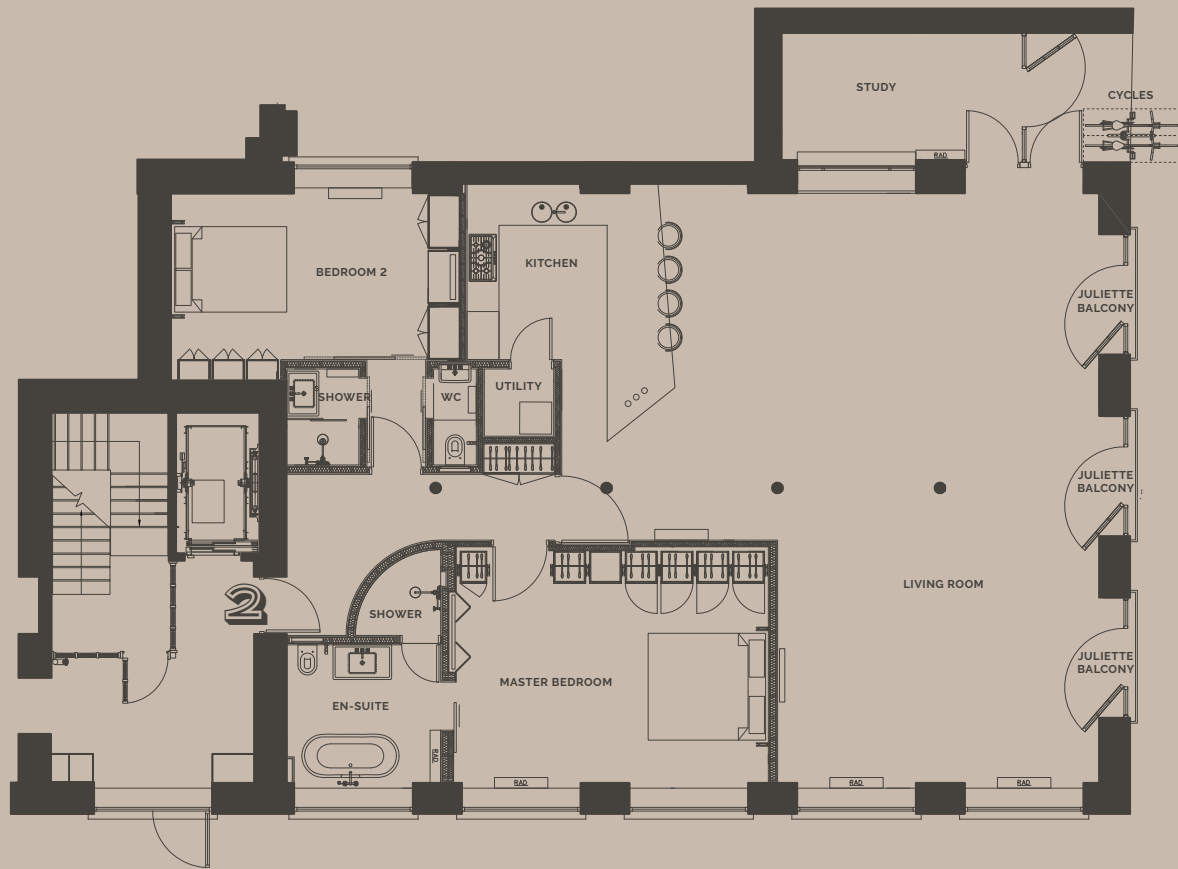 STUDY
CYCLES
RAD
BEDROOM 2
KITCHEN
JULIETTE
BALCONY
SHOWER
WC
UTILITY
JULIETTE
BALCONY
2
SHOWER
LIVING ROOM
JULIETTE
BALCONY
MASTER BEDROOM
EN-SUITE
RAD
RAD
RAD
RAD